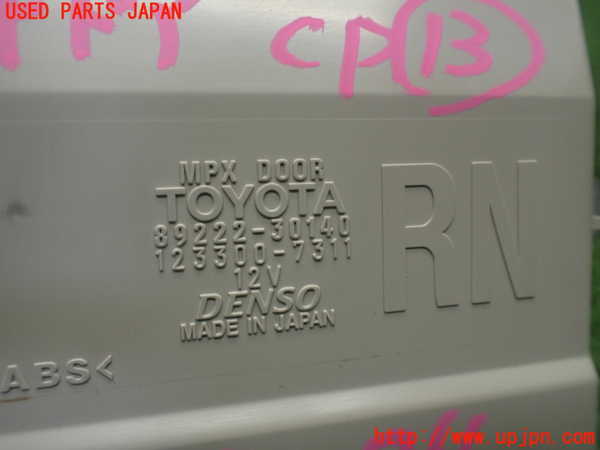 USED PARTS JAPAN
CP 13
MPX DOOR
TOYOTA
89222-30140
123300-7311
12V
DENSO
MADE IN JAPAN
RN
ABS<
http://www.upjpn.com